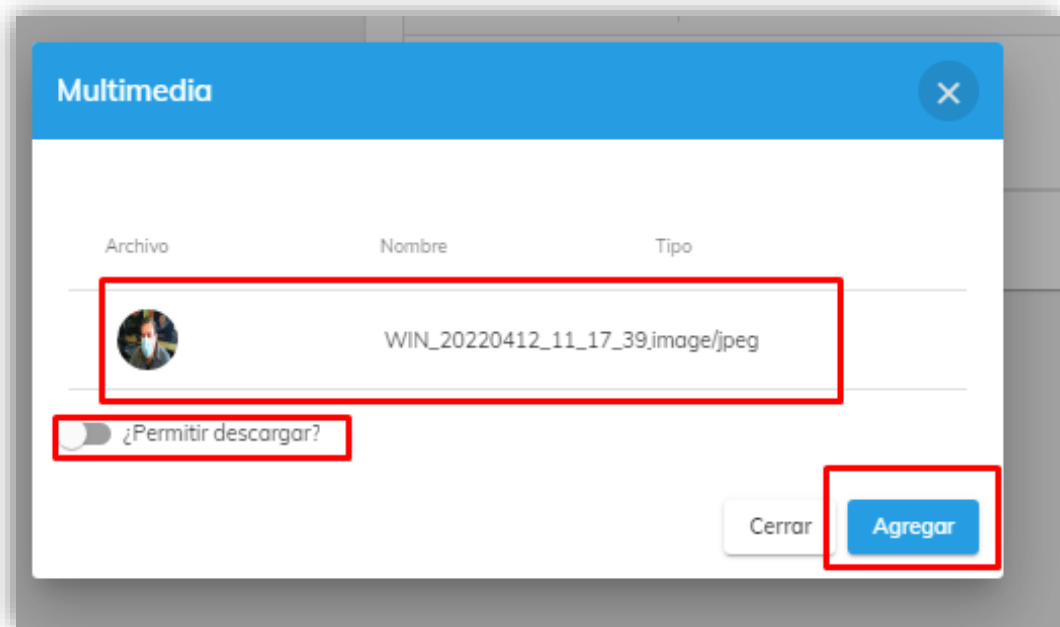 Multimedia
Archivo Nombre Tipo
WIN_20220412_11_17_39 image/jpeg
¿Permitir descargar?
Cerrar Agregar